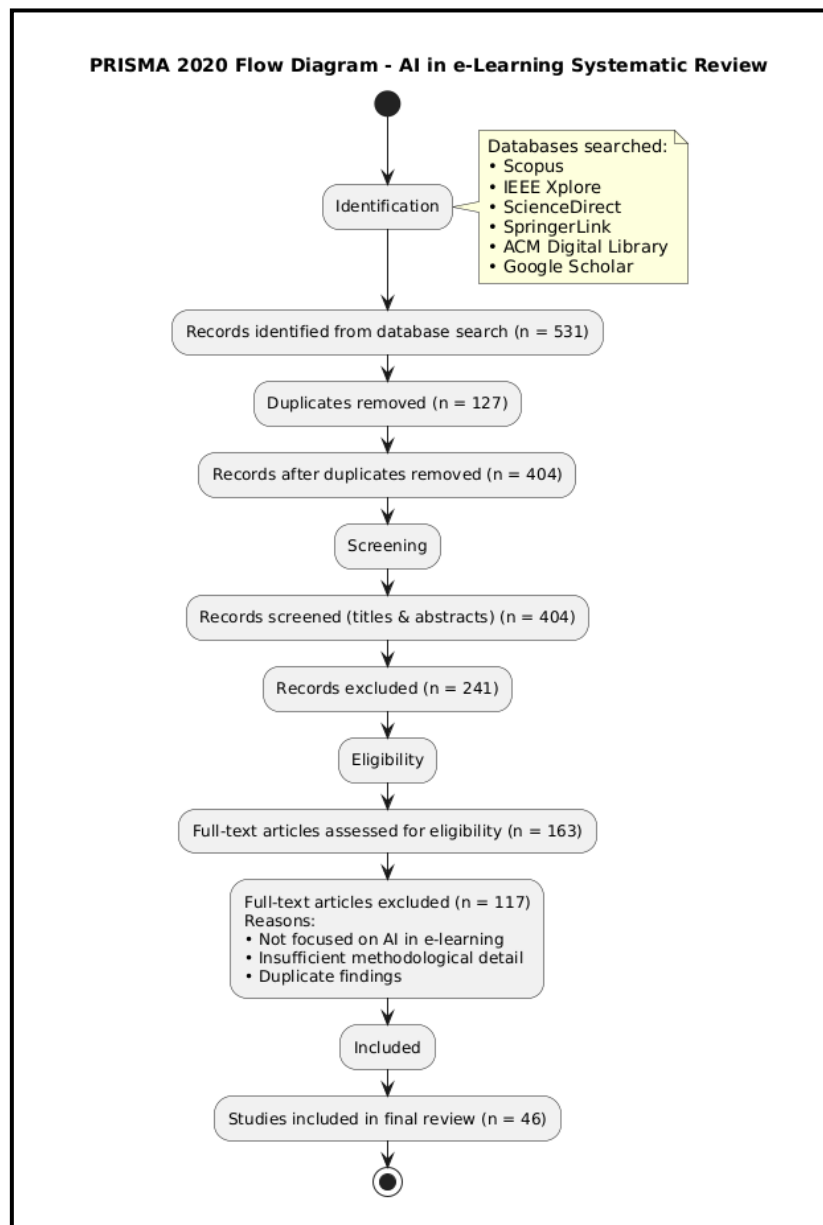 PRISMA 2020 Flow Diagram - AI in e-Learning Systematic Review
Identification
Databases searched:
• Scopus
• IEEE Xplore
• ScienceDirect
• SpringerLink
• ACM Digital Library
• Google Scholar
Records identified from database search (n = 531)
Duplicates removed (n = 127)
Records after duplicates removed (n = 404)
Screening
Records screened (titles & abstracts) (n = 404)
Records excluded (n = 241)
Eligibility
Full-text articles assessed for eligibility (n = 163)
Full-text articles excluded (n = 117)
Reasons:
• Not focused on AI in e-learning
• Insufficient methodological detail
• Duplicate findings
Included
Studies included in final review (n = 46)